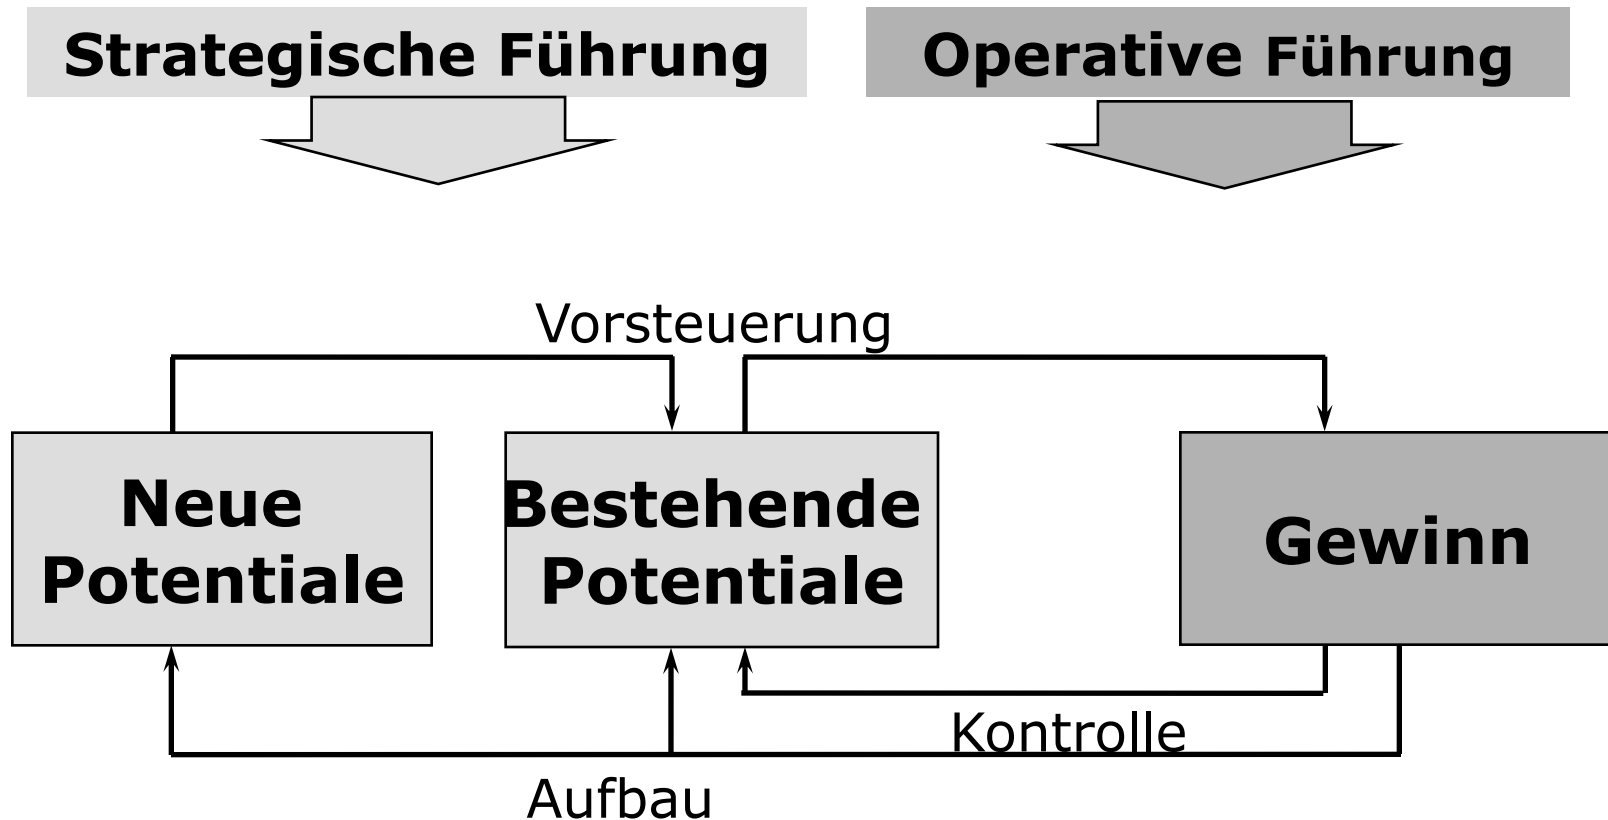 Strategische Führung
Operative Führung
Vorsteuerung
Neue
Potentiale
Bestehende
Potentiale
Gewinn
Kontrolle
Aufbau